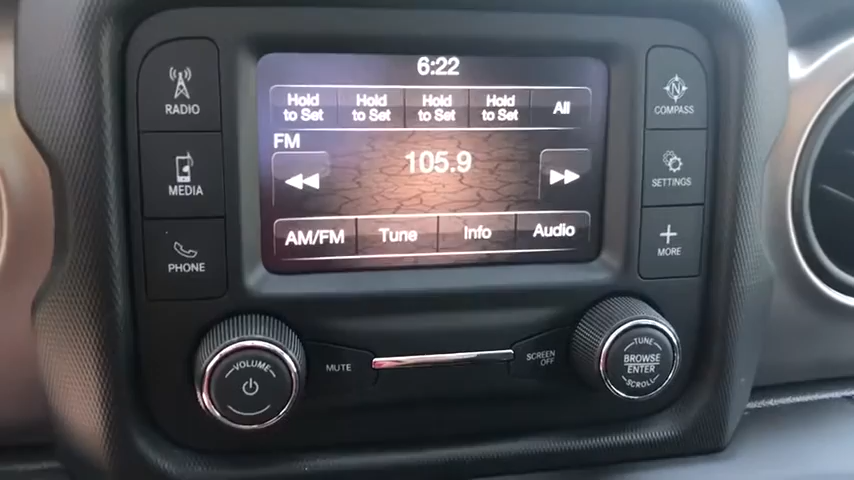 6:22
RADIO
Hold to Set
Hold to Set
Hold to Set
Hold to Set
All
N
COMPASS
FM
105.9
MEDIA
SETTINGS
AM/FM
Tune
Info
Audio
PHONE
MORE
VOLUME
MUTE
SCREEN
OFF
TUNE
BROWSE
ENTER
SCROLL